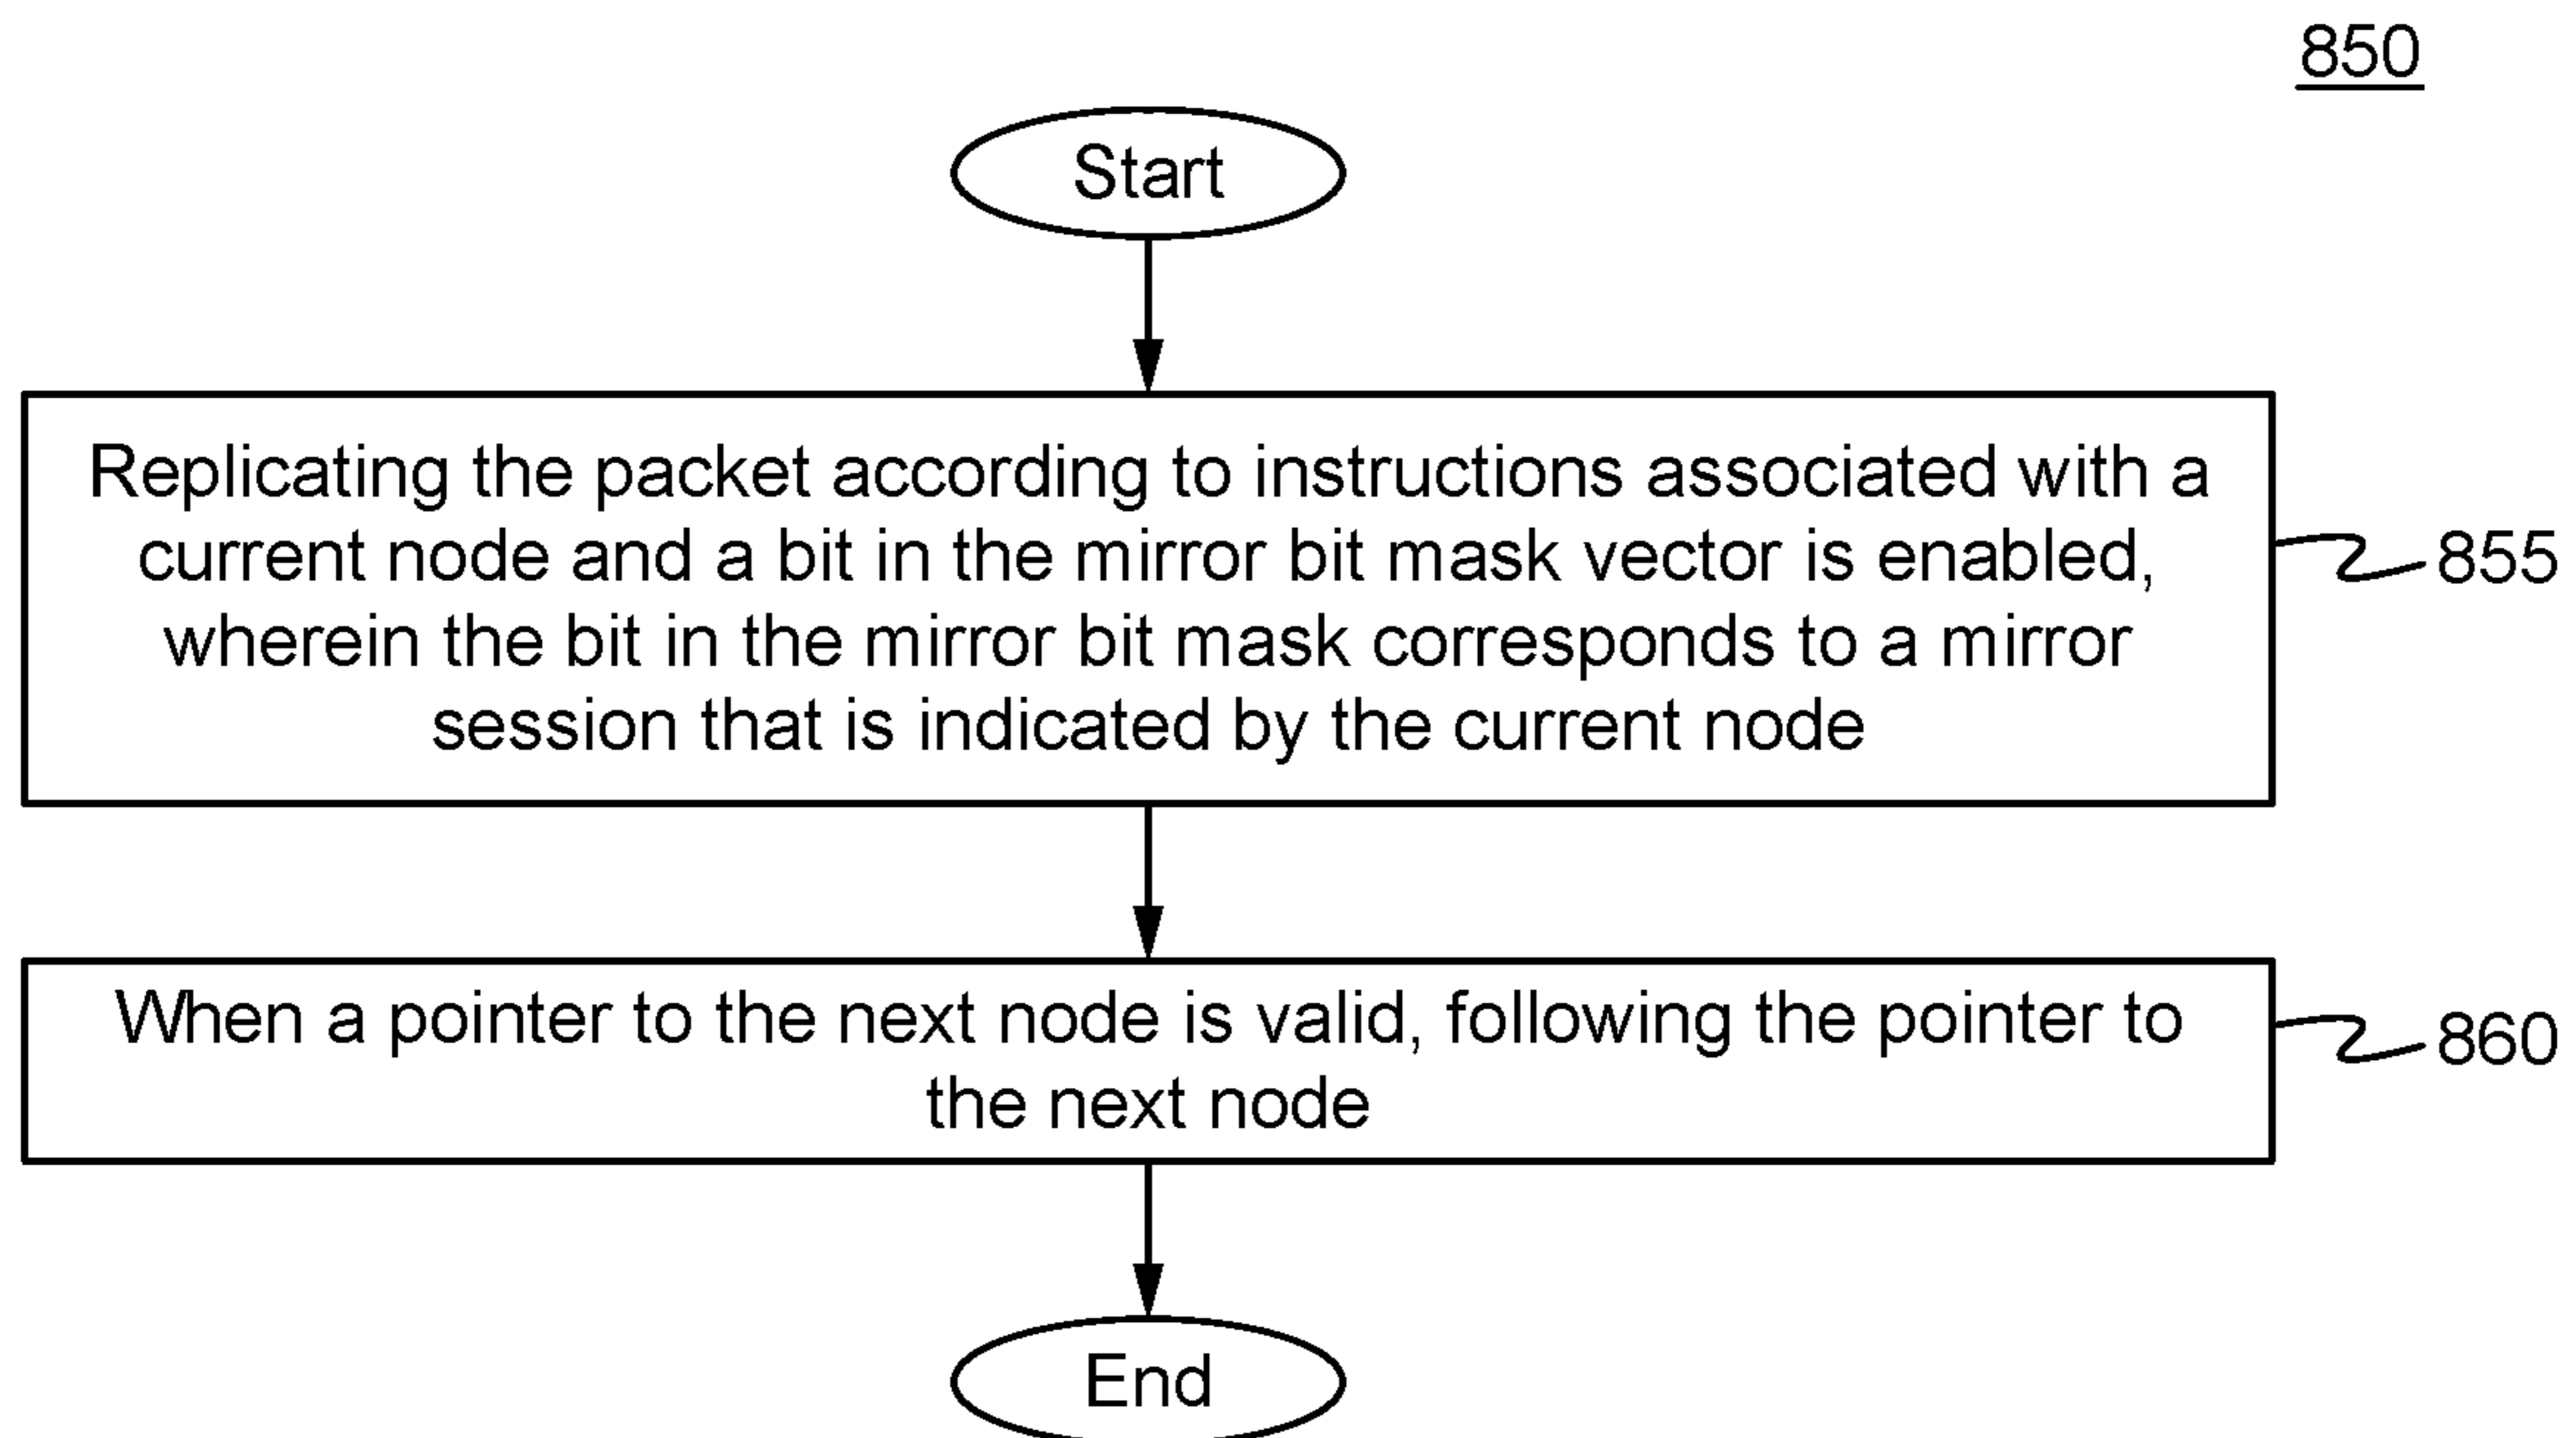 850
Start
Replicating the packet according to instructions associated with a
current node and a bit in the mirror bit mask vector is enabled,
wherein the bit in the mirror bit mask corresponds to a mirror
session that is indicated by the current node
855
When a pointer to the next node is valid, following the pointer to
the next node
860
End